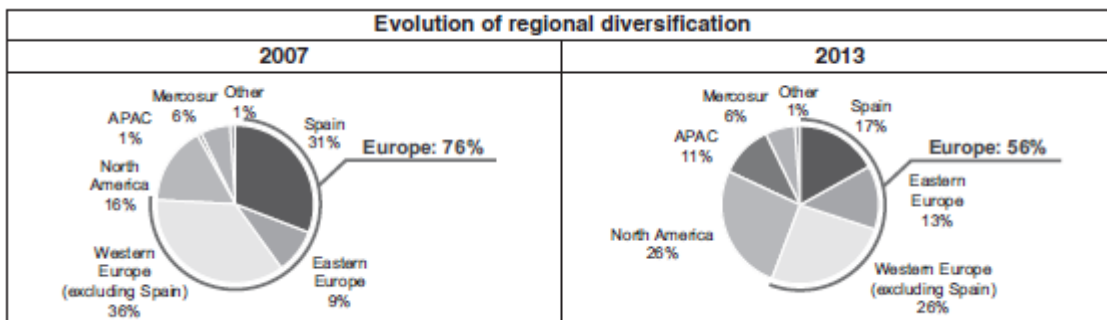 Evolution of regional diversification
2007
2013
Mercosur
6%
Other
1%
APAC
1%
Spain
31%
Europe: 76%
North
America
16%
Western
Europe
(excluding Spain)
36%
Eastern
Europe
9%
Mercosur
6%
Other
1%
Spain
17%
APAC
11%
Europe: 56%
Eastern
Europe
13%
North America
26%
Western Europe
(excluding Spain)
26%